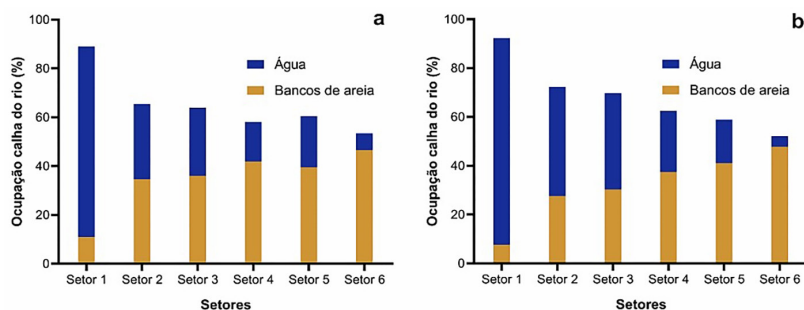 a
Ocupação calha do rio (%)
100
80
60
40
20
0
Água
Bancos de areia
Setor 1 Setor 2 Setor 3 Setor 4 Setor 5 Setor 6
Setores
b
Ocupação calha do rio (%)
100
80
60
40
20
0
Água
Bancos de areia
Setor 1 Setor 2 Setor 3 Setor 4 Setor 5 Setor 6
Setores